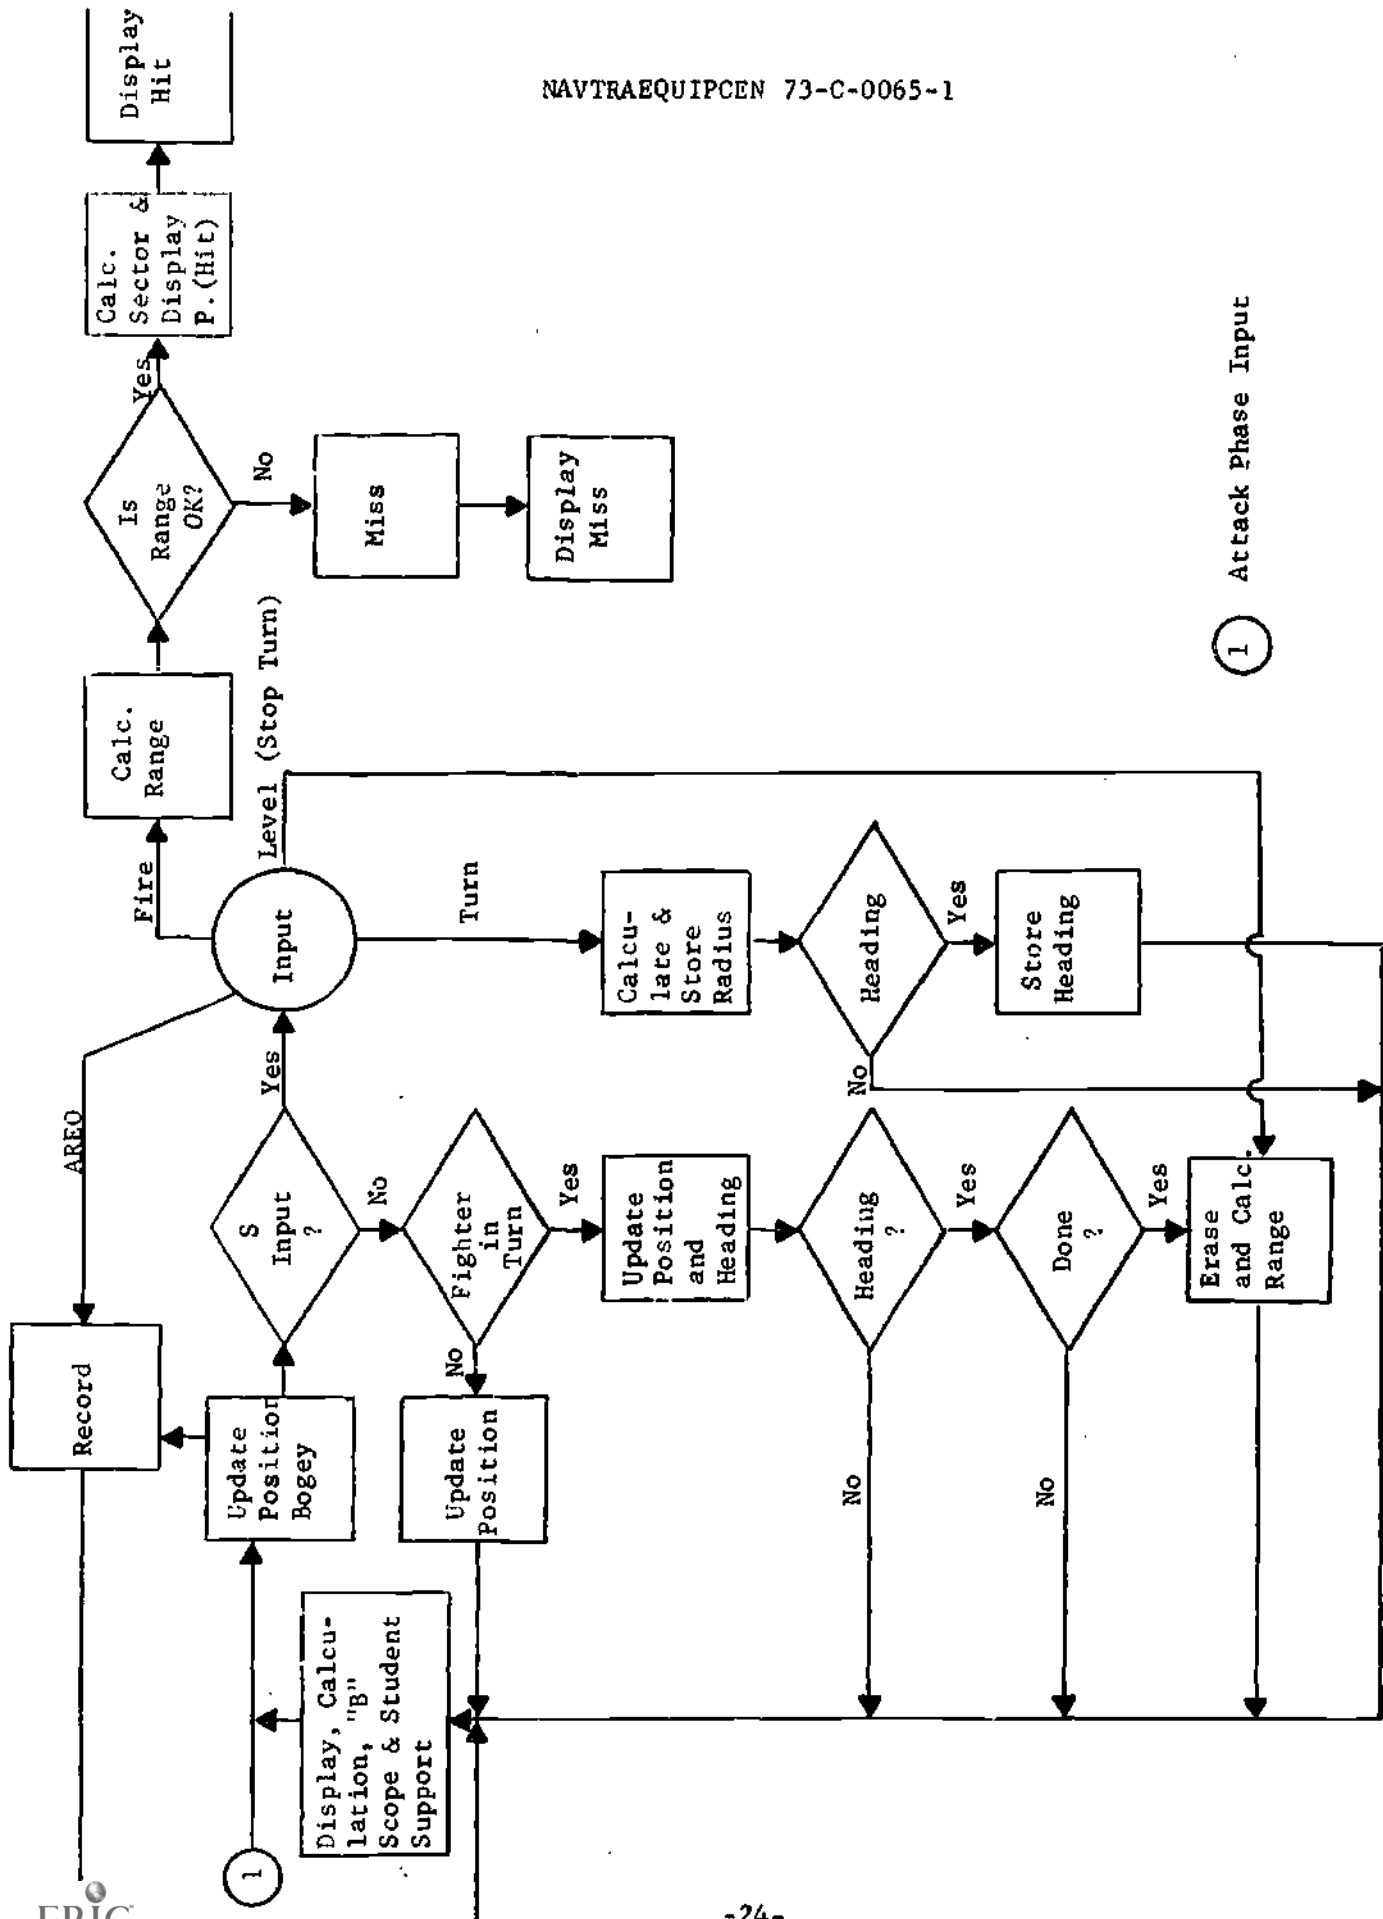 NAVTRAEQUIPCEN 73-C-0065-1
Record
AREO
Fire
Calc.
Range
Is
Range
OK?
Yes
Calc.
Sector &
Display
P.(Hit)
Display
Hit
1
Update
Position
Bogey
S
Input
?
Yes
Input
Level (Stop Turn)
No
Miss
Display
Miss
Display, Calcu-
lation, "B"
Scope & Student
Support
Update
Position
No
Fighter
in
Turn
No
Turn
Yes
Update
Position
and
Heading
Calcu-
late &
Store
Radius
Heading
?
No
Yes
Heading
No
Yes
Store
Heading
Done
?
No
Yes
Erase
and Calc.
Range
1 Attack Phase Input
ERIC
-24-